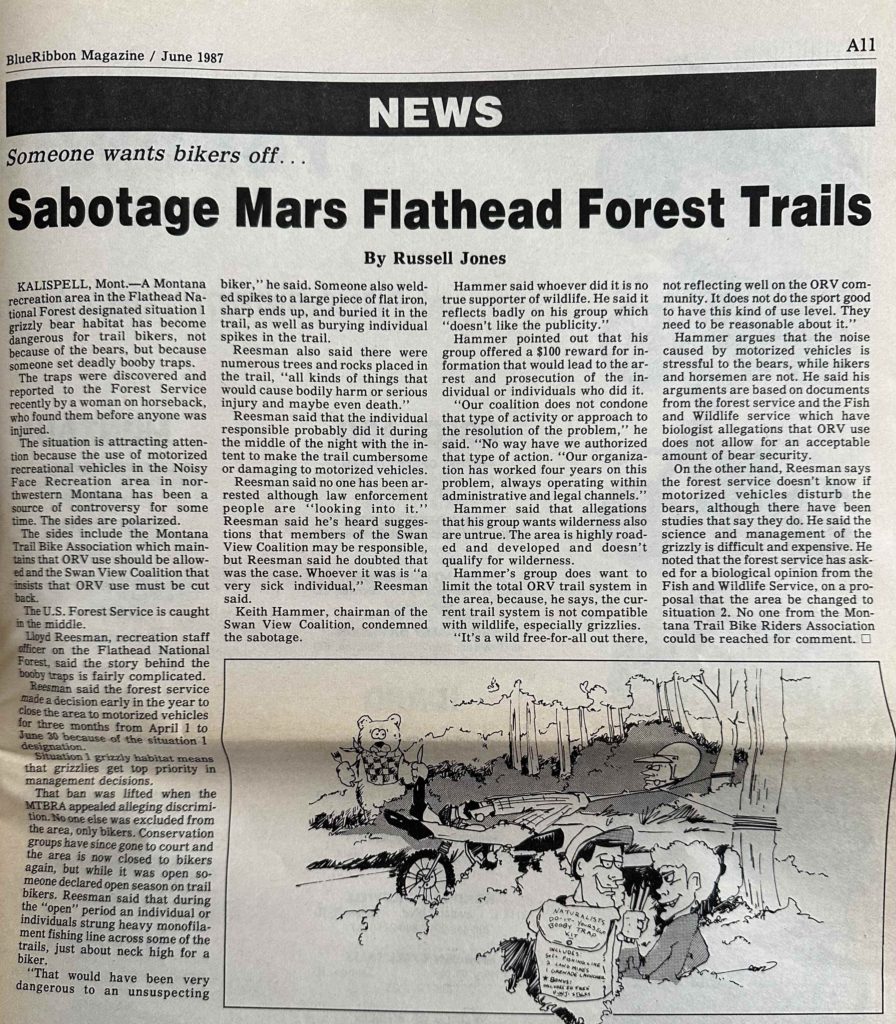 BlueRibbon Magazine / June 1987
A11
NEWS
Someone wants bikers off...
Sabotage Mars Flathead Forest Trails
By Russell Jones
KALISPELL, Mont.—A Montana
recreation area in the Flathead Na-
tional Forest designated situation 1
grizzly bear habitat has become
dangerous for trail bikers, not
because of the bears, but because
someone set deadly booby traps.
The traps were discovered and
reported to the Forest Service
recently by a woman on horseback,
who found them before anyone was
injured.
The situation is attracting atten-
tion because the use of motorized
recreational vehicles in the Noisy
Face Recreation area in nor-
thwestern Montana has been a
source of controversy for some
time. The sides are polarized.
The sides include the Montana
Trail Bike Association which main-
tains that ORV use should be allow-
ed and the Swan View Coalition that
insists that ORV use must be cut
back.
The U.S. Forest Service is caught
in the middle.
Lloyd Reesman, recreation staff
officer on the Flathead National
Forest, said the story behind the
booby traps is fairly complicated.
Reesman said the forest service
made a decision early in the year to
close the area to motorized vehicles
for three months from April 1 to
June 30 because of the situation 1
designation.
Situation 1 grizzly habitat means
that grizzlies get top priority in
management decisions.
That ban was lifted when the
MTBRA appealed alleging discrimi-
tion. No one else was excluded from
the area, only bikers. Conservation
groups have since gone to court and
the area is now closed to bikers
again, but while it was open so-
meone declared open season on trail
bikers. Reesman said that during
the "open" period an individual or
individuals strung heavy monofila-
ment fishing line across some of the
trails, just about neck high for a
biker.
"That would have been very
dangerous to an unsuspecting
biker," he said. Someone also weld-
ed spikes to a large piece of flat iron,
sharp ends up, and buried it in the
trail, as well as burying individual
spikes in the trail.
Reesman also said there were
numerous trees and rocks placed in
the trail, "all kinds of things that
would cause bodily harm or serious
injury and maybe even death."
Reesman said that the individual
responsible probably did it during
the middle of the night with the in-
tent to make the trail cumbersome
or damaging to motorized vehicles.
Reesman said no one has been ar-
rested although law enforcement
people are "looking into it."
Reesman said he's heard sugges-
tions that members of the Swan
View Coalition may be responsible,
but Reesman said he doubted that
was the case. Whoever it was is "a
very sick individual," Reesman
said.
Keith Hammer, chairman of the
Swan View Coalition, condemned
the sabotage.
Hammer said whoever did it is no
true supporter of wildlife. He said it
reflects badly on his group which
"doesn't like the publicity."
Hammer pointed out that his
group offered a $100 reward for in-
formation that would lead to the ar-
rest and prosecution of the in-
dividual or individuals who did it.
"Our coalition does not condone
that type of activity or approach to
the resolution of the problem," he
said. "No way have we authorized
that type of action. "Our organiza-
tion has worked four years on this
problem, always operating within
administrative and legal channels."
Hammer said that allegations
that his group wants wilderness also
are untrue. The area is highly road-
ed and developed and doesn't
qualify for wilderness.
Hammer's group does want to
limit the total ORV trail system in
the area, because, he says, the cur-
rent trail system is not compatible
with wildlife, especially grizzlies.
"It's a wild free-for-all out there,
not reflecting well on the ORV com-
munity. It does not do the sport good
to have this kind of use level. They
need to be reasonable about it."
Hammer argues that the noise
caused by motorized vehicles is
stressful to the bears, while hikers
and horsemen are not. He said his
arguments are based on documents
from the forest service and the Fish
and Wildlife service which have
biologist allegations that ORV use
does not allow for an acceptable
amount of bear security.
On the other hand, Reesman says
the forest service doesn't know if
motorized vehicles disturb the
bears, although there have been
studies that say they do. He said the
science and management of the
grizzly is difficult and expensive. He
noted that the forest service has ask-
ed for a biological opinion from the
Fish and Wildlife Service, on a pro-
posal that the area be changed to
situation 2. No one from the Mon-
tana Trail Bike Riders Association
could be reached for comment. □
NATURALISTS
DO-IT-YOURSELF
BOOBY TRAP
KIT
INCLUDES:
FISHING LINE
2 LAND MINES
1 GRENADE LAUNCHER
* BONUS!